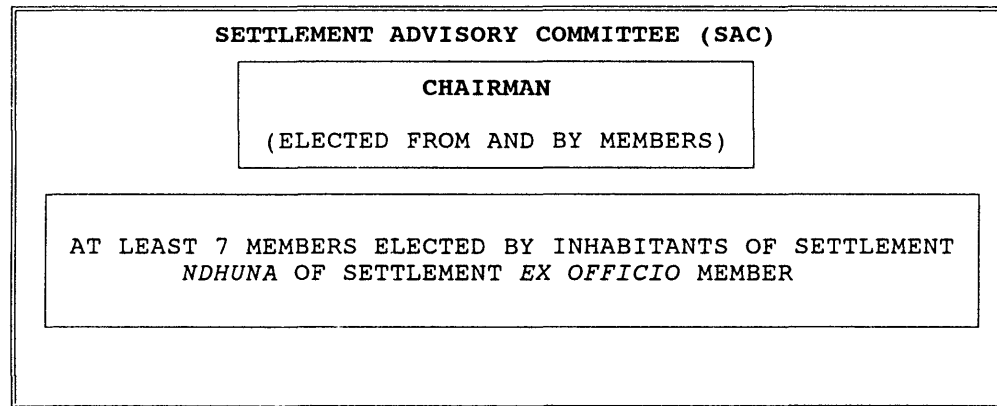 SETTLEMENT ADVISORY COMMITTEE (SAC)
CHAIRMAN
(ELECTED FROM AND BY MEMBERS)
AT LEAST 7 MEMBERS ELECTED BY INHABITANTS OF SETTLEMENT
NDHUNA OF SETTLEMENT EX OFFICIO MEMBER